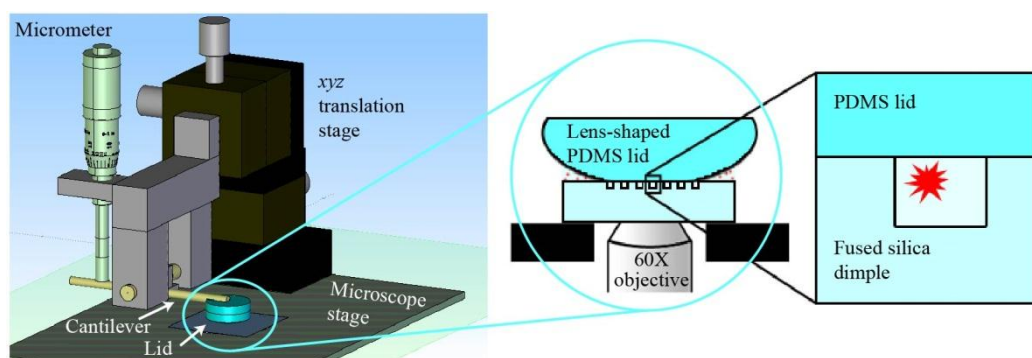 Micrometer
xyz
translation
stage
Cantilever
Lid
Microscope
stage
Lens-shaped
PDMS lid
60X
objective
PDMS lid
Fused silica
dimple